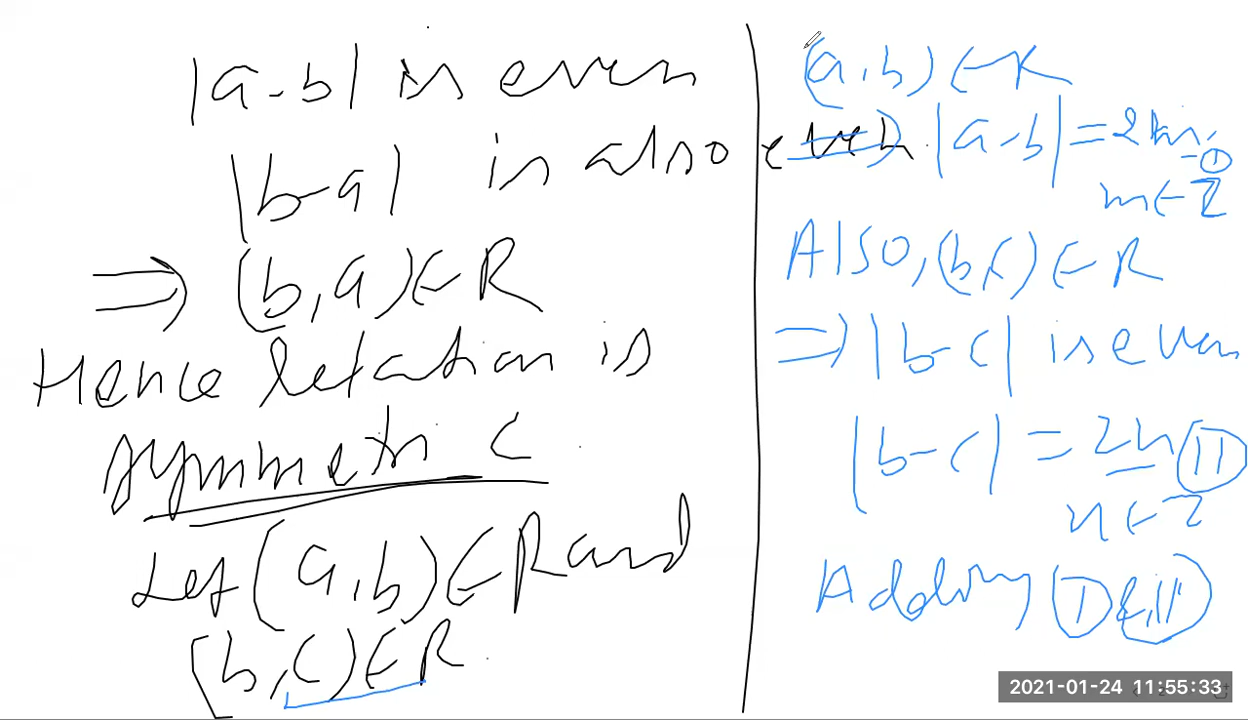 |a-b| is even
|b-a| is also even.
⇒ (b,a)∈R
Hence relation is
symmetric
Let (a,b)∈R and
(b,c)∈R.
(a,b)∈R
⇒ |a-b| = 2m -①
m∈Z
Also, (b,c)∈R
⇒ |b-c| is even
|b-c| = 2n Ⅱ
n∈Z
Adding Ⅰ & Ⅱ
2021-01-24 11:55:33